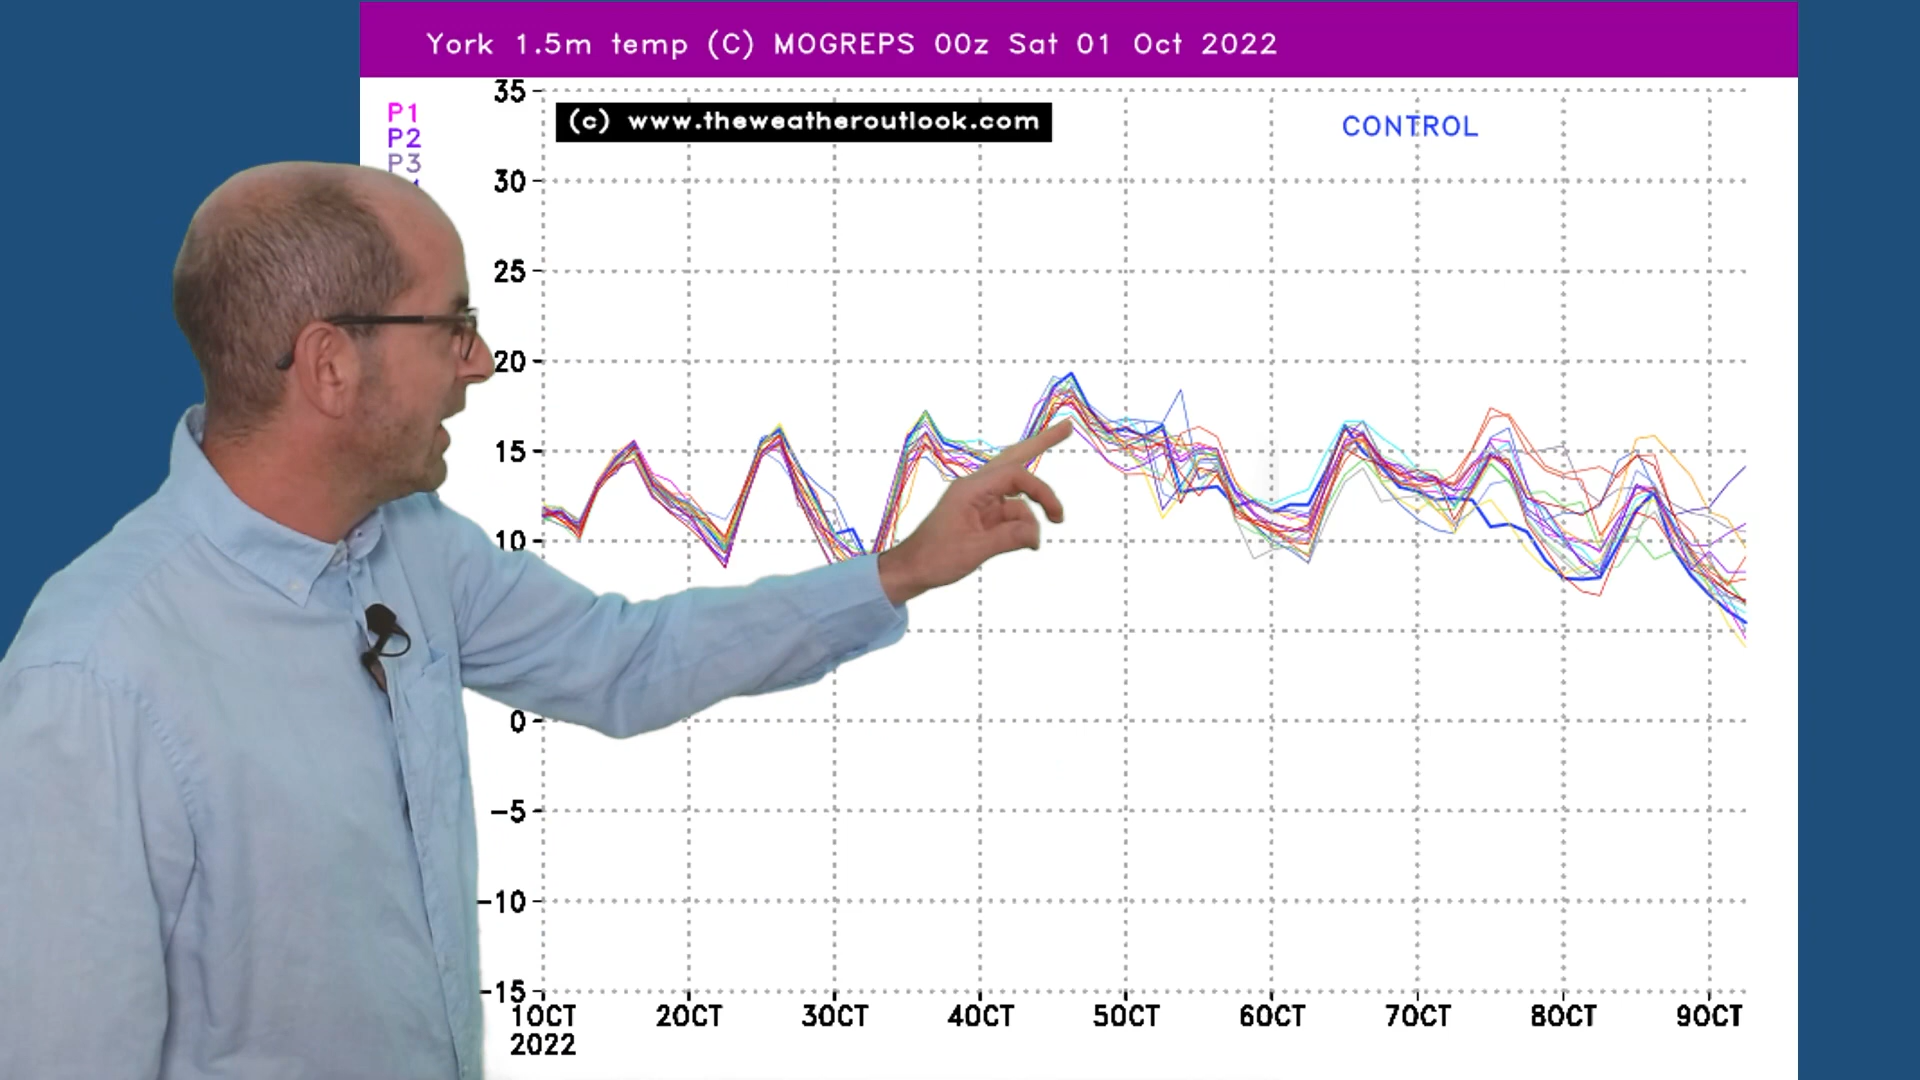 York 1.5m temp (C) MOGREPS 00z Sat 01 Oct 2022
35
(c) www.theweatheroutlook.com
CONTROL
P1
P2
P3
30
25
20
15
10
0
-5
-10
-15
1OCT 2OCT 3OCT 4OCT 5OCT 6OCT 7OCT 8OCT 9OCT
2022